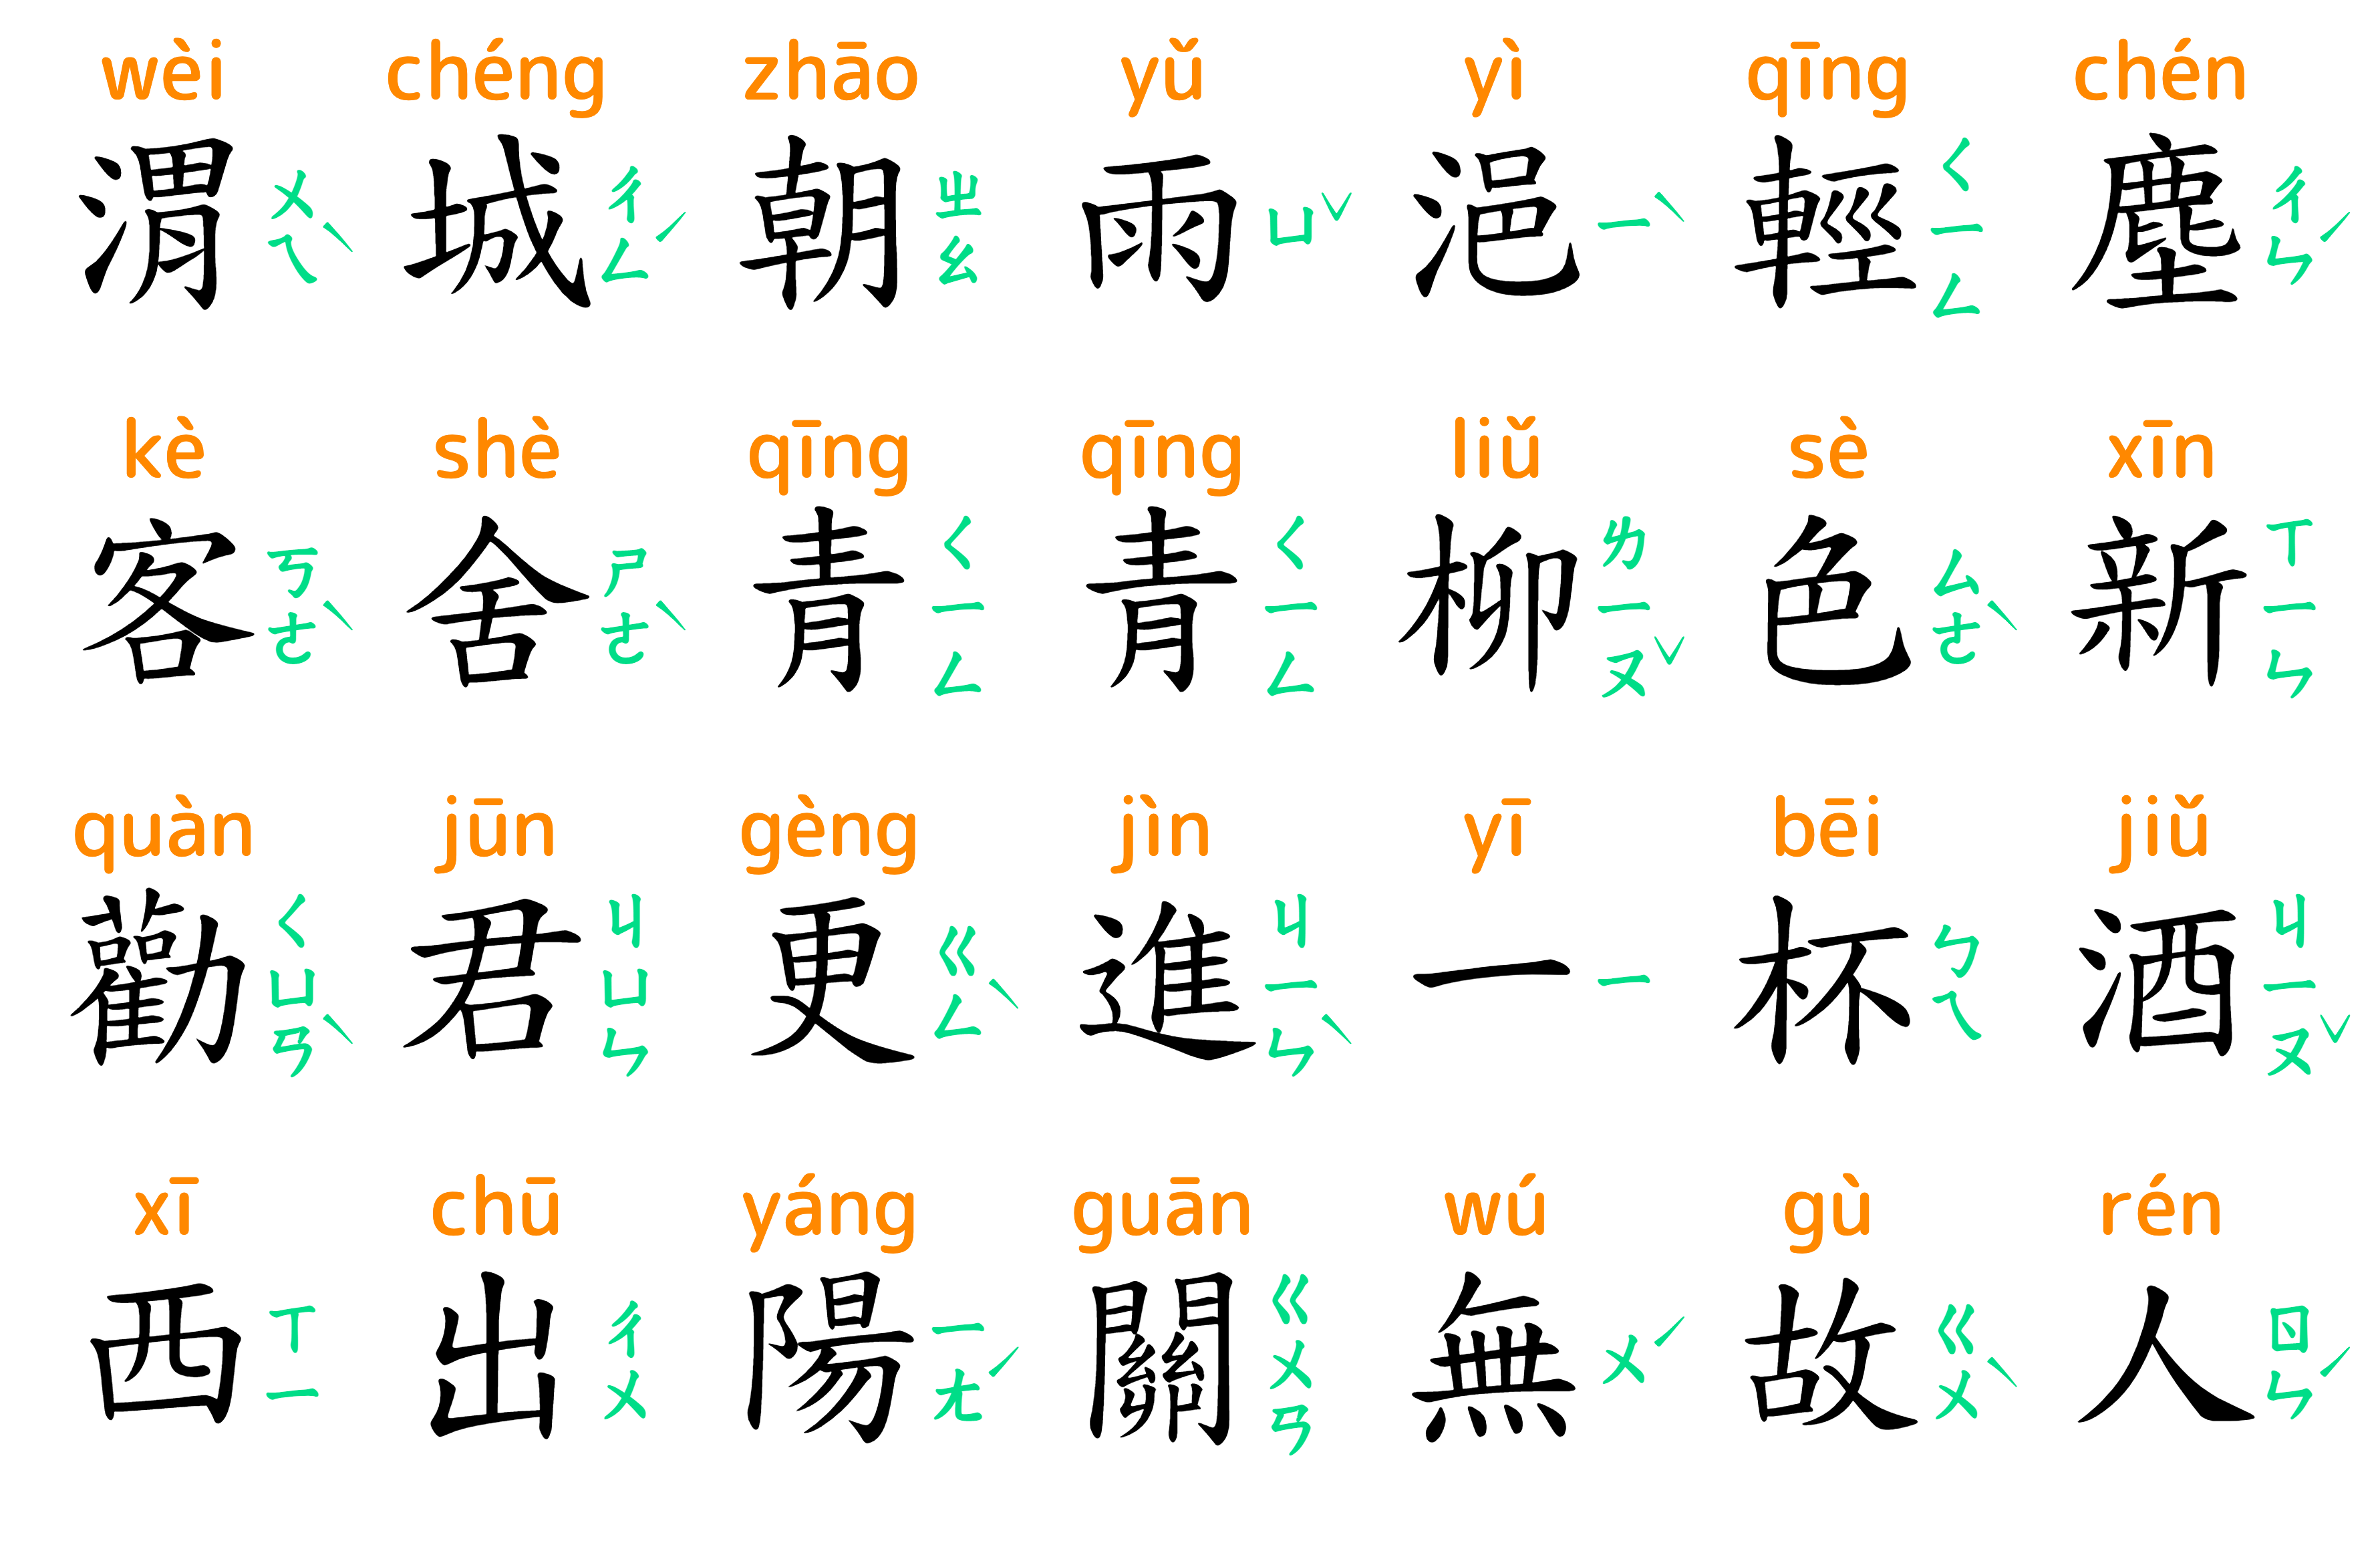 wèi chéng zhāo yǔ yì qīng chén
渭ㄨㄟˋ 城ㄔㄥˊ 朝ㄓㄠ 雨ㄩˇ 浥ㄧˋ 輕ㄑㄧㄥ 塵ㄔㄣˊ
kè shè qīng qīng liǔ sè xīn
客ㄎㄜˋ 舍ㄕㄜˋ 青ㄑㄧㄥ 青ㄑㄧㄥ 柳ㄌㄧㄡˇ 色ㄙㄜˋ 新ㄒㄧㄣ
quàn jūn gèng jìn yī bēi jiǔ
勸ㄑㄩㄢˋ 君ㄐㄩㄣ 更ㄍㄥˋ 進ㄐㄧㄣˋ 一ㄧ 杯ㄅㄟ 酒ㄐㄧㄡˇ
xī chū yáng guān wú gù rén
西ㄒㄧ 出ㄔㄨ 陽ㄧㄤˊ 關ㄍㄨㄢ 無ㄨˊ 故ㄍㄨˋ 人ㄖㄣˊ